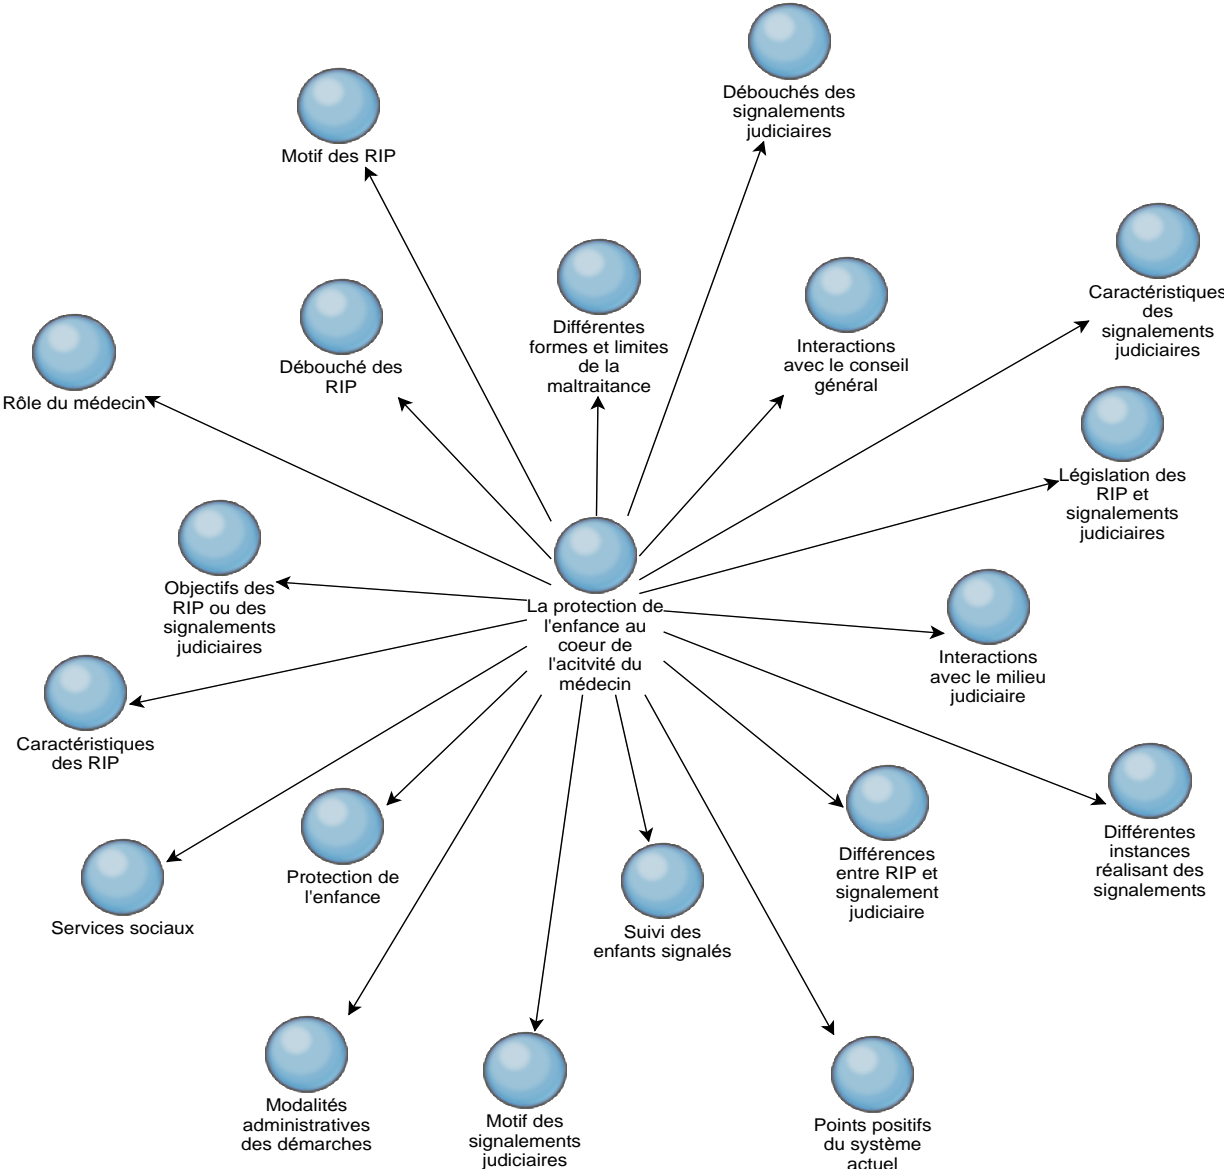 Débouchés des
signalements
judiciaires
Motif des RIP
Caractéristiques
des
signalements
judiciaires
Différentes
formes et limites
de la
maltraitance
Interactions
avec le conseil
général
Débouché des
RIP
Rôle du médecin
Législation des
RIP et
signalements
judiciaires
Objectifs des
RIP ou des
signalements
judiciaires
La protection de
l'enfance au
coeur de
l'acitvité du
médecin
Interactions
avec le milieu
judiciaire
Caractéristiques
des RIP
Différentes
instances
réalisant des
signalements
Différences
entre RIP et
signalement
judiciaire
Protection de
l'enfance
Services sociaux
Suivi des
enfants signalés
Modalités
administratives
des démarches
Motif des
signalements
judiciaires
Points positifs
du système
actuel